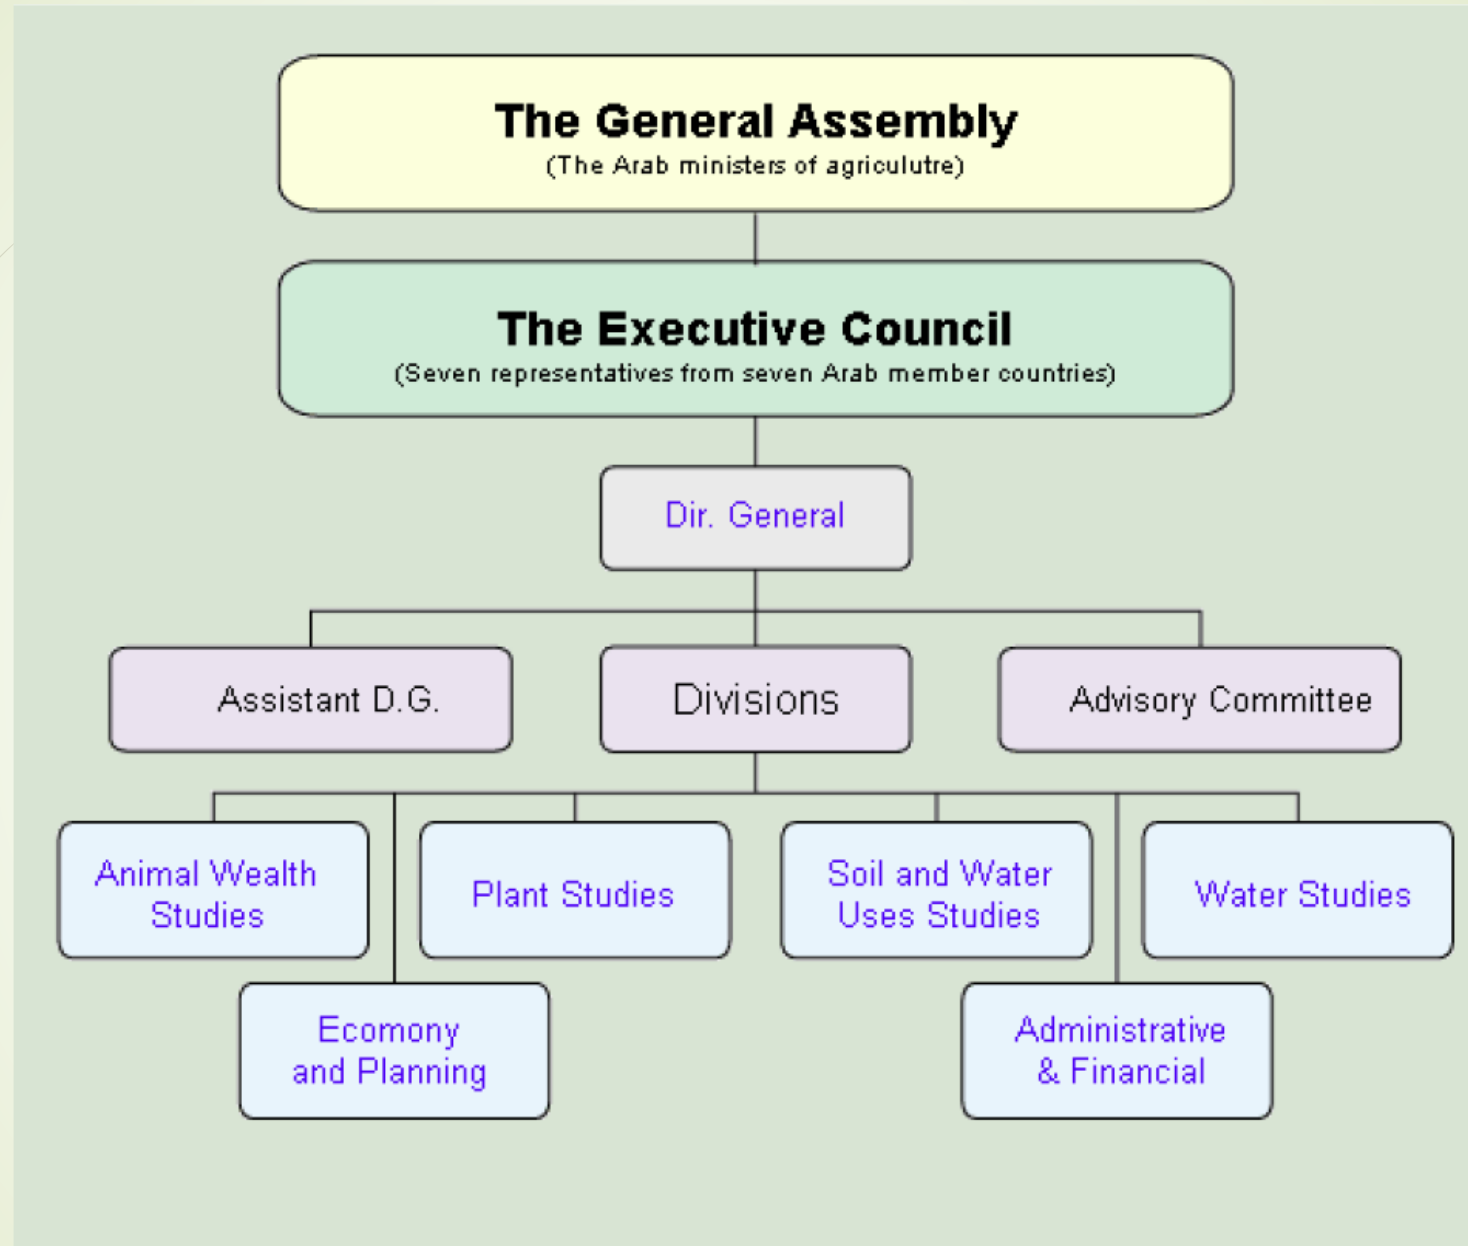 The General Assembly
(The Arab ministers of agriculutre)
The Executive Council
(Seven representatives from seven Arab member countries)
Dir. General
Assistant D.G.
Divisions
Advisory Committee
Animal Wealth
Studies
Plant Studies
Soil and Water
Uses Studies
Water Studies
Ecomony
and Planning
Administrative
& Financial